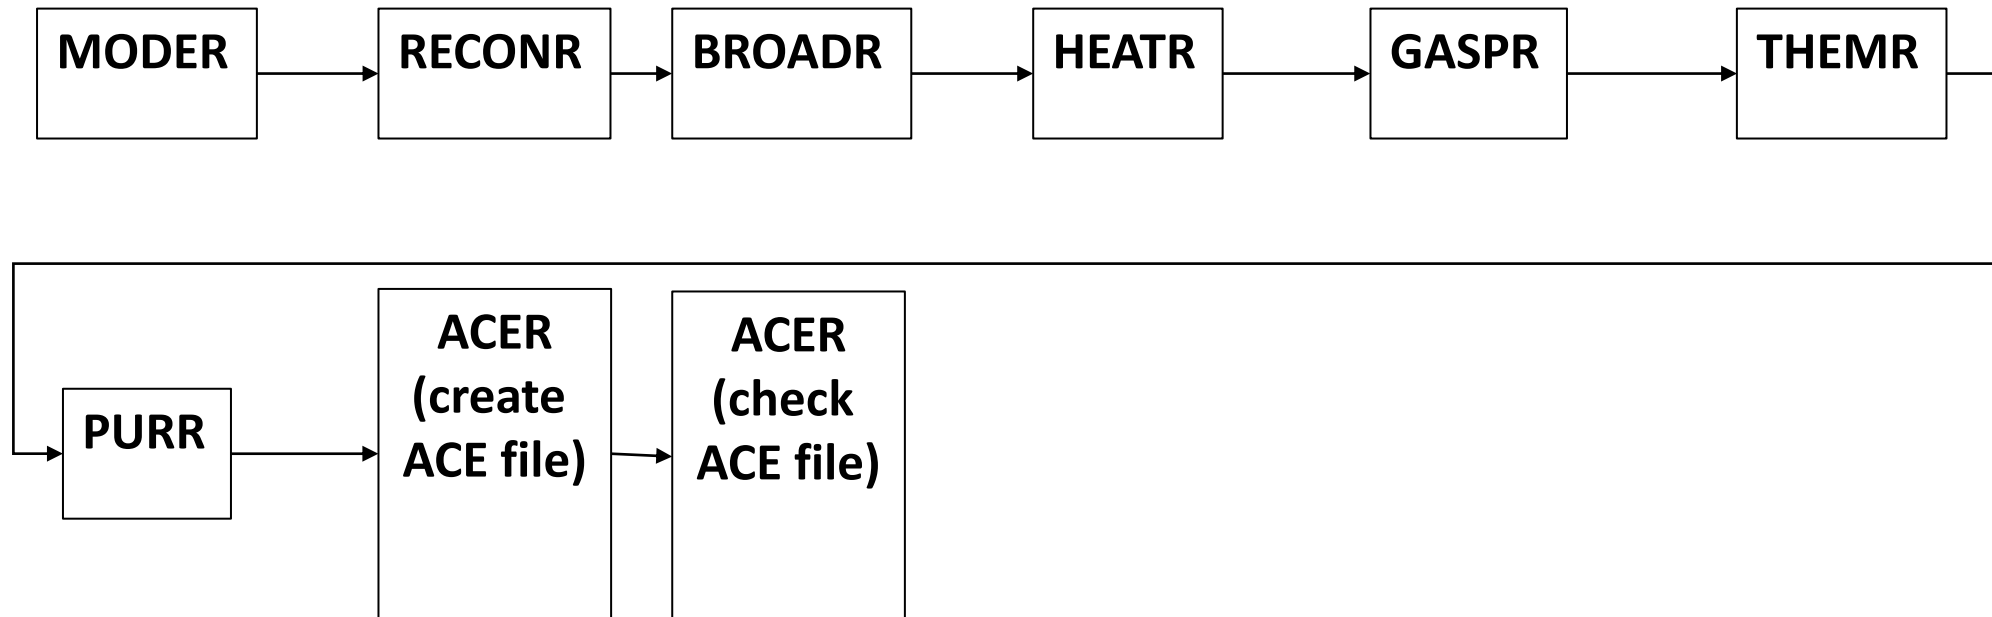 MODER
RECONR
BROADR
HEATR
GASPR
THEMR
PURR
ACER
(create
ACE file)
ACER
(check
ACE file)